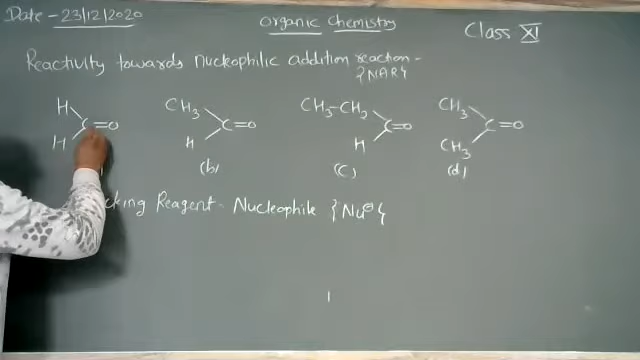 Date - 23/12/2020
Organic Chemistry
Class XI
Reactivity towards nucleophilic addition reaction -
{NAR}
H
H
C=O
CH3
H
C=O
(b)
CH3-CH2
H
C=O
(c)
CH3
CH3
C=O
(d)
cking Reagent - Nucleophile {Nu⊖}